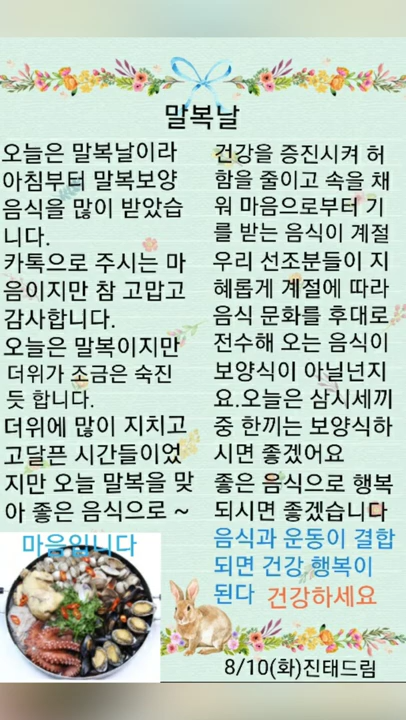 말복날
오늘은 말복날이라
아침부터 말복보양
음식을 많이 받았습
니다.
카톡으로 주시는 마
음이지만 참 고맙고
감사합니다.
오늘은 말복이지만
더위가 조금은 숙진
듯 합니다.
더위에 많이 지치고
고달픈 시간들이었
지만 오늘 말복을 맞
아 좋은 음식으로 ~
마음입니다
건강을 증진시켜 허
함을 줄이고 속을 채
워 마음으로부터 기
를 받는 음식이 계절
우리 선조분들이 지
혜롭게 계절에 따라
음식 문화를 후대로
전수해 오는 음식이
보양식이 아닐넌지
요.오늘은 삼시세끼
중 한끼는 보양식하
시면 좋겠어요
좋은 음식으로 행복
되시면 좋겠습니다
음식과 운동이 결합
되면 건강 행복이
된다 건강하세요
8/10(화)진태드림